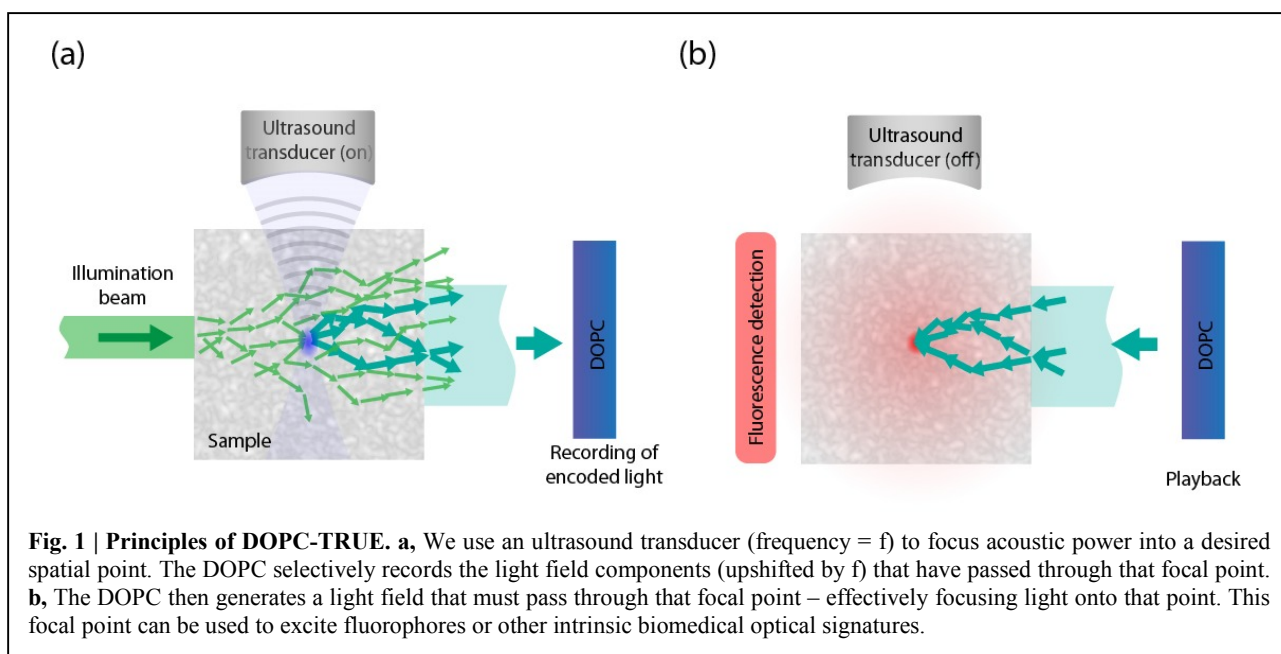 (a)
(b)
Ultrasound
transducer (on)
Illumination
beam
Sample
DOPC
Recording of
encoded light
Ultrasound
transducer (off)
Fluorescence detection
DOPC
Playback
Fig. 1 | Principles of DOPC-TRUE. a, We use an ultrasound transducer (frequency = f) to focus acoustic power into a desired
spatial point. The DOPC selectively records the light field components (upshifted by f) that have passed through that focal point.
b, The DOPC then generates a light field that must pass through that focal point – effectively focusing light onto that point. This
focal point can be used to excite fluorophores or other intrinsic biomedical optical signatures.